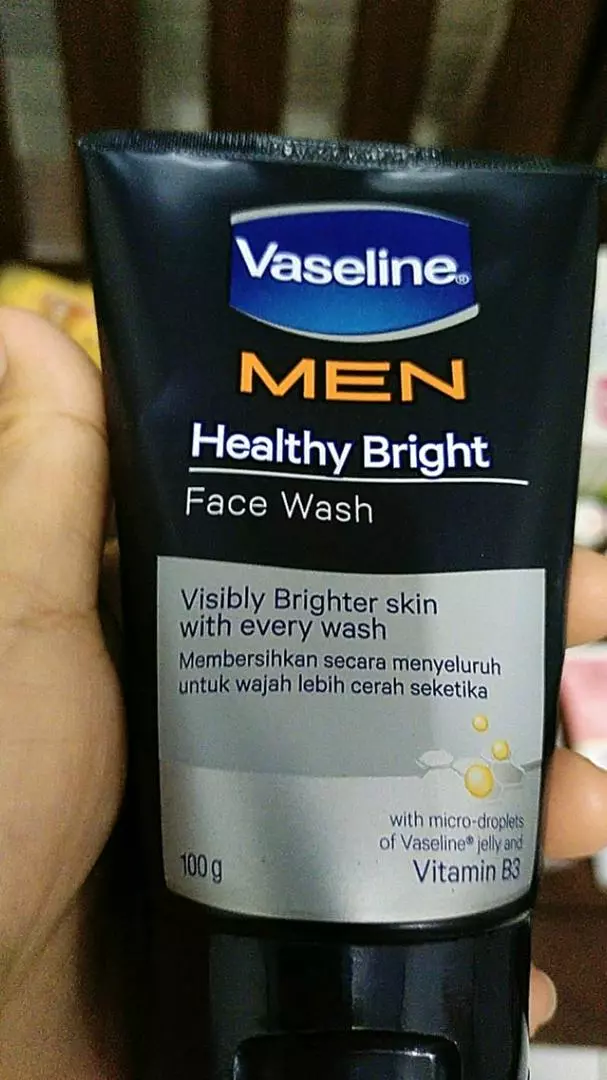 Vaseline®
MEN
Healthy Bright
Face Wash
Visibly Brighter skin
with every wash
Membersihkan secara menyeluruh
untuk wajah lebih cerah seketika
with micro-droplets
of Vaseline® jelly and
Vitamin B3
100g